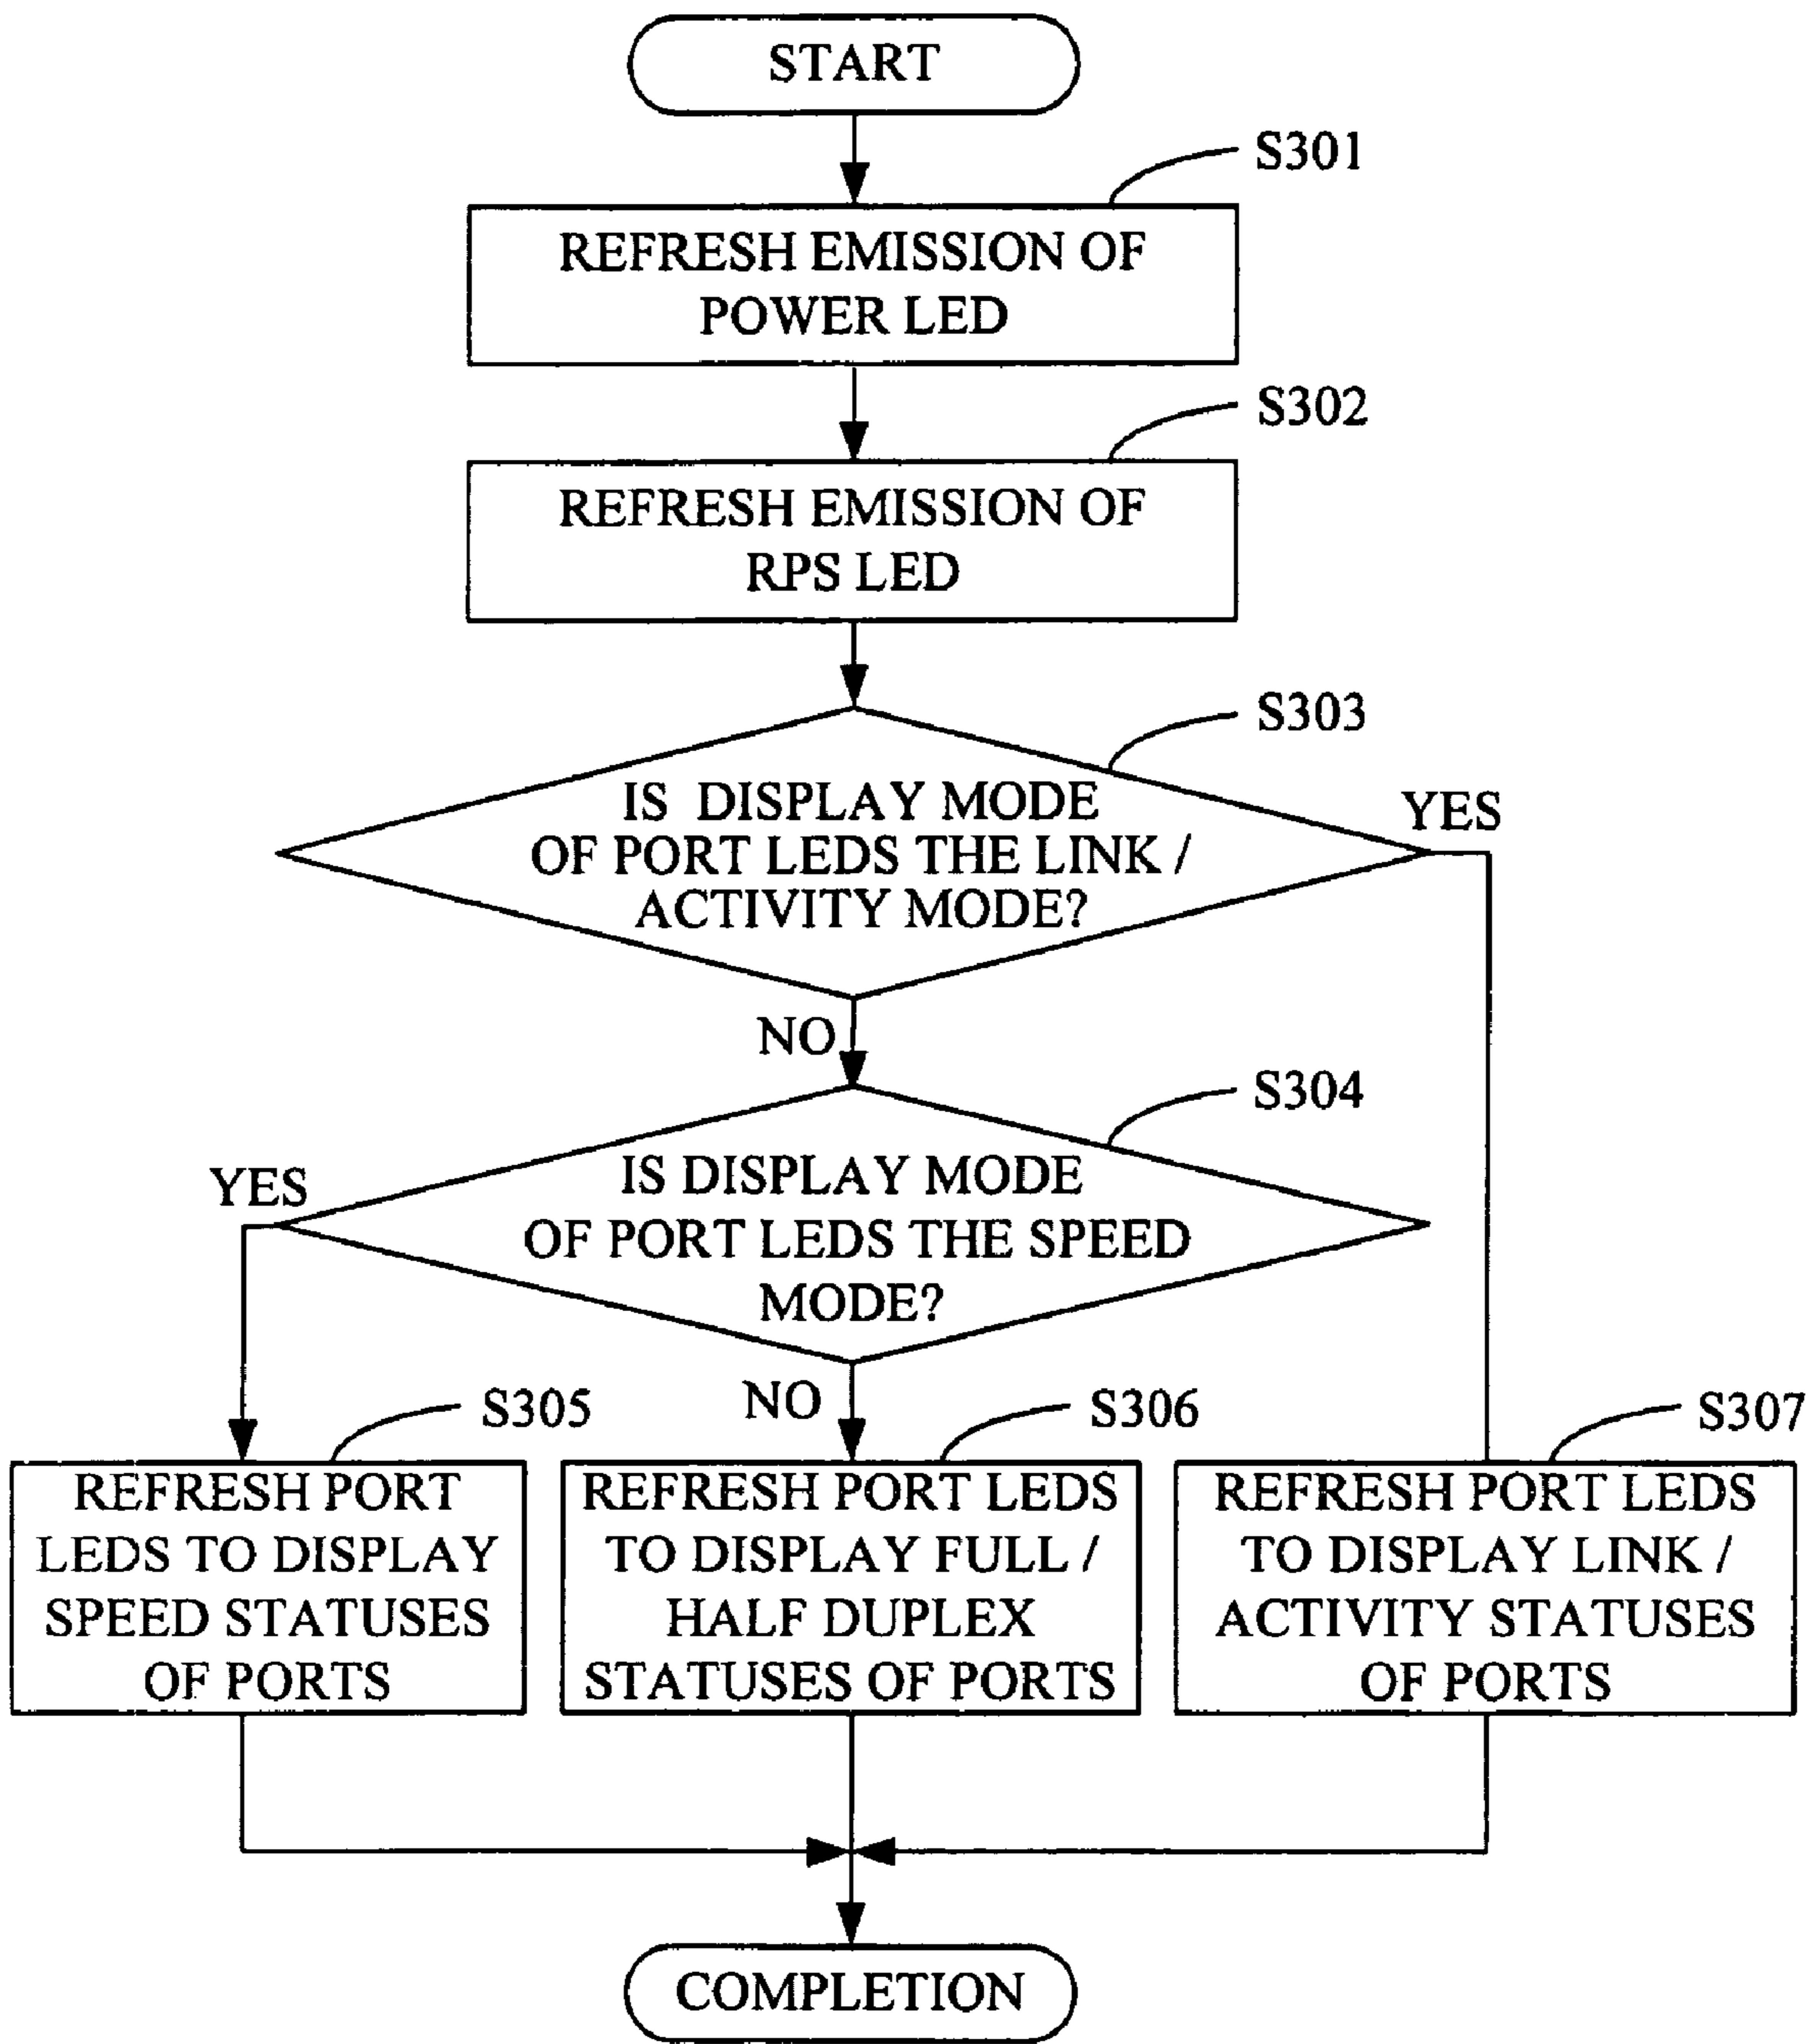 START
S301
REFRESH EMISSION OF
POWER LED
S302
REFRESH EMISSION OF
RPS LED
S303
IS DISPLAY MODE
OF PORT LEDS THE LINK /
ACTIVITY MODE?
YES
NO
S304
IS DISPLAY MODE
OF PORT LEDS THE SPEED
MODE?
YES
NO
S305
REFRESH PORT
LEDS TO DISPLAY
SPEED STATUSES
OF PORTS
S306
REFRESH PORT LEDS
TO DISPLAY FULL /
HALF DUPLEX
STATUSES OF PORTS
S307
REFRESH PORT LEDS
TO DISPLAY LINK /
ACTIVITY STATUSES
OF PORTS
COMPLETION